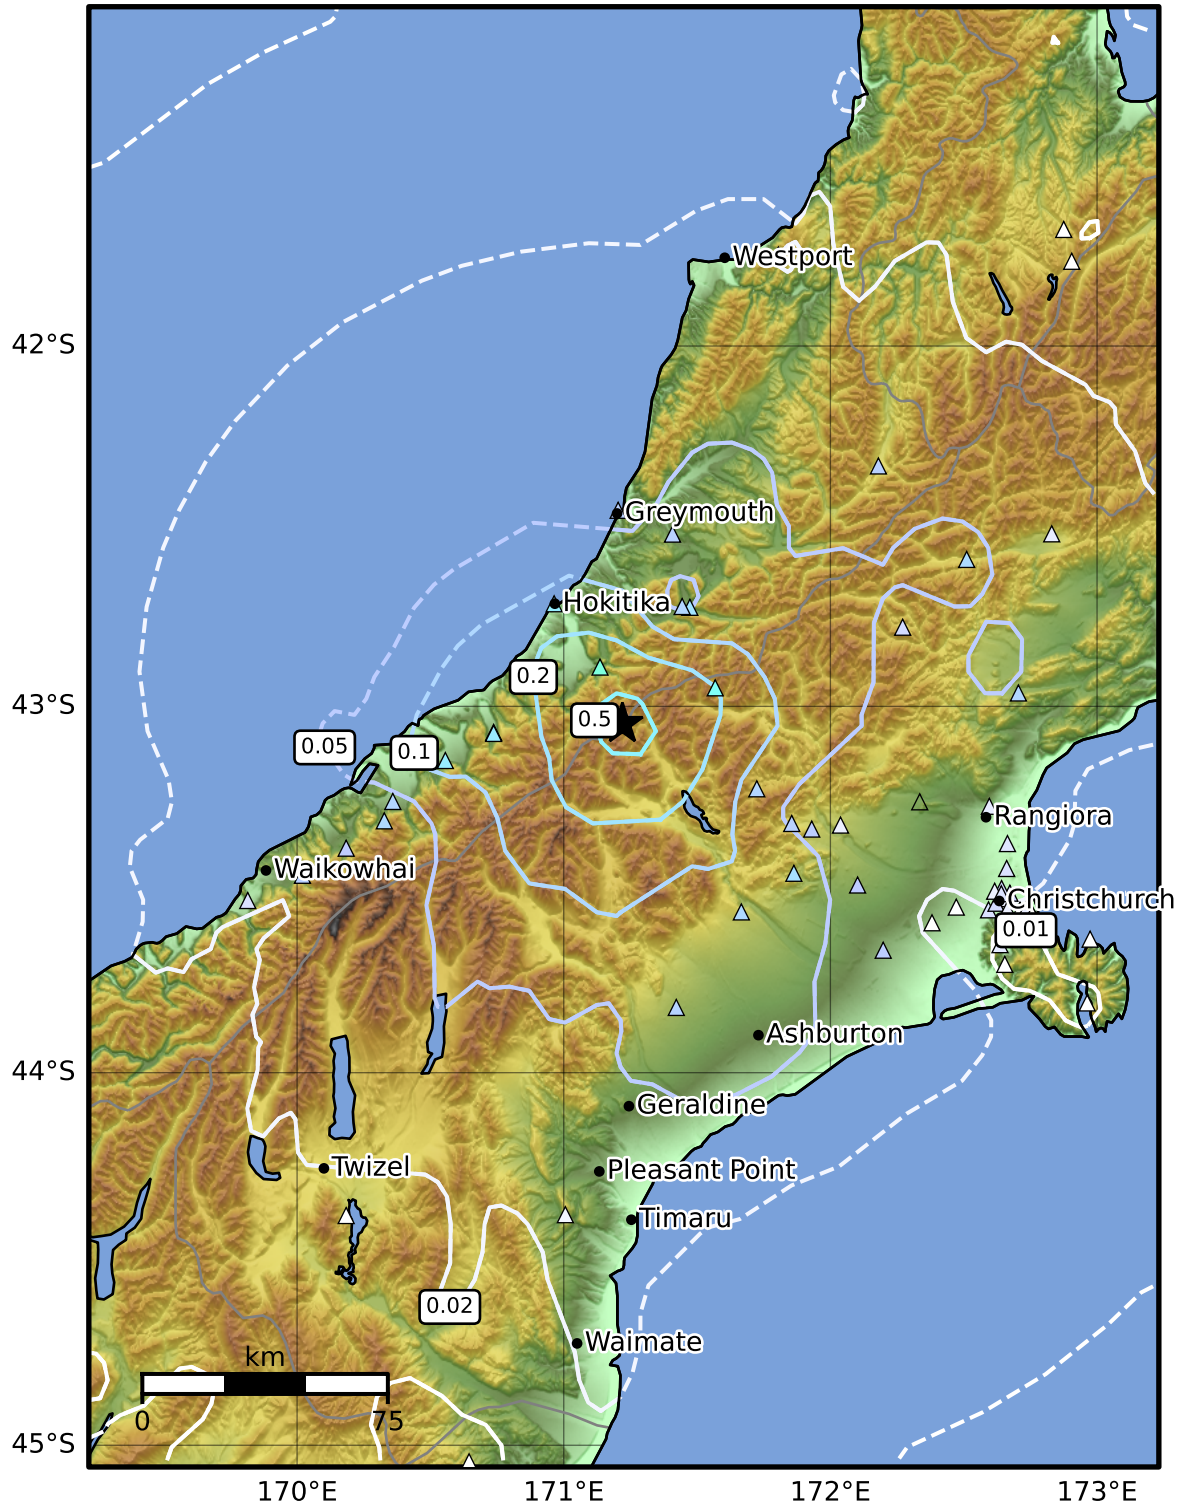 Westport
42°S
Greymouth
Hokitika
0.2
43°S
0.5
0.05
0.1
Rangiora
Waikowhai
Christchurch
0.01
Ashburton
44°S
Geraldine
Twizel
Pleasant Point
Timaru
0.02
Waimate
km
0
75
45°S
170°E
171°E
172°E
173°E